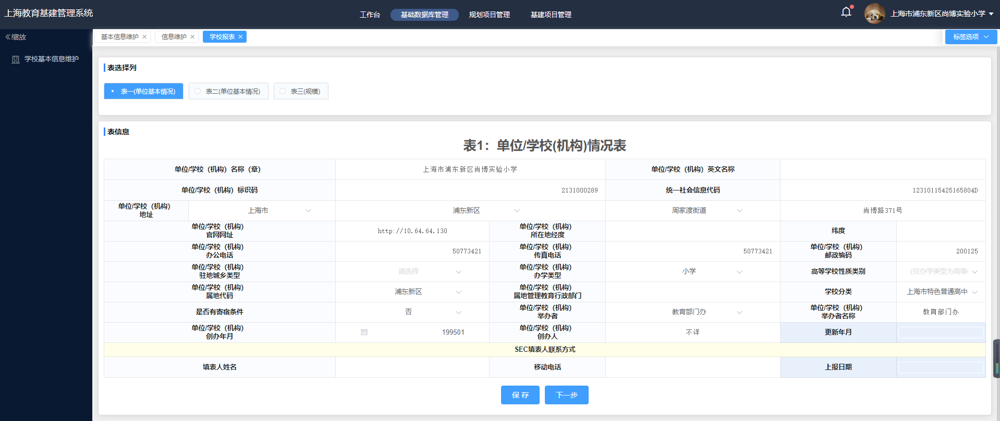 上海教育基建管理系统
工作台 基础数据库管理 规划项目管理 基建项目管理
上海市浦东新区尚博实验小学
缩放
学校基本信息维护
基本信息维护 信息维护 学校报表
标签选项
表选择列
表一(单位基本情况) 表二(单位基本情况) 表三(规模)
表信息
表1：单位/学校(机构)情况表
单位/学校（机构）名称（章） 上海市浦东新区尚博实验小学 单位/学校（机构）英文名称
单位/学校（机构）标识码 2131000289 统一社会信息代码 12310115425165804D
单位/学校（机构）
地址 上海市 浦东新区 周家渡街道 尚博路371号
单位/学校（机构）
官网网址 http://10.64.64.130 单位/学校（机构）
所在地经度 纬度
单位/学校（机构）
办公电话 50773421 单位/学校（机构）
传真电话 50773421 单位/学校（机构）
邮政编码 200125
单位/学校（机构）
驻地城乡类型 请选择 单位/学校（机构）
办学类型 小学 高等学校性质类别 (仅办学类型为高等
单位/学校（机构）
属地代码 浦东新区 单位/学校（机构）
属地管理教育行政部门 学校分类 上海市特色普通高中
是否有寄宿条件 否 单位/学校（机构）
举办者 教育部门办 单位/学校（机构）
举办者名称 教育部门办
单位/学校（机构）
创办年月 199501 单位/学校（机构）
创办人 不详 更新年月
SEC填表人联系方式
填表人姓名 移动电话 上报日期
保 存 下一步